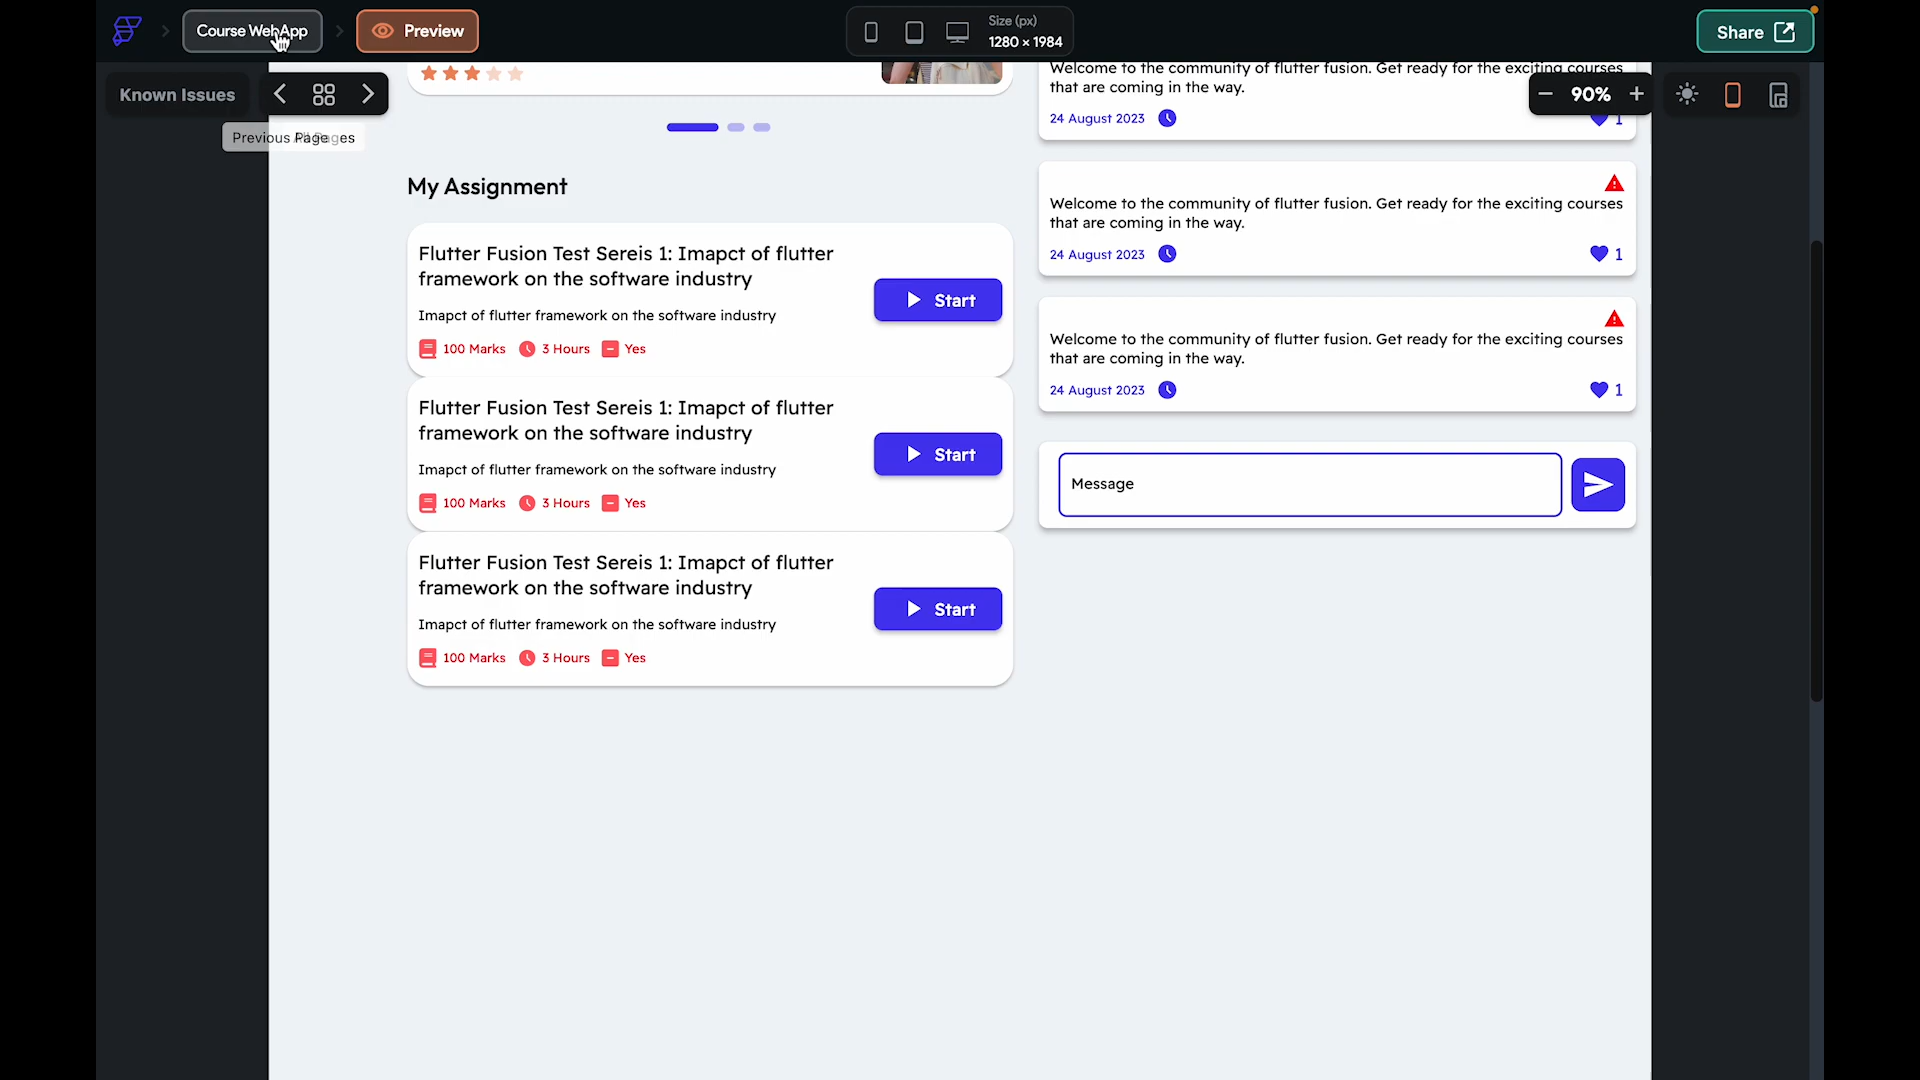 Course WebApp
Preview
Size (px)
1280 × 1984
Share
Known Issues
90%
Previous Page
My Assignment
Flutter Fusion Test Sereis 1: Imapct of flutter
framework on the software industry
Start
Imapct of flutter framework on the software industry
100 Marks 3 Hours Yes
Flutter Fusion Test Sereis 1: Imapct of flutter
framework on the software industry
Start
Imapct of flutter framework on the software industry
100 Marks 3 Hours Yes
Flutter Fusion Test Sereis 1: Imapct of flutter
framework on the software industry
Start
Imapct of flutter framework on the software industry
100 Marks 3 Hours Yes
Welcome to the community of flutter fusion. Get ready for the exciting courses
that are coming in the way.
24 August 2023 1
Welcome to the community of flutter fusion. Get ready for the exciting courses
that are coming in the way.
24 August 2023 1
Welcome to the community of flutter fusion. Get ready for the exciting courses
that are coming in the way.
24 August 2023 1
Message